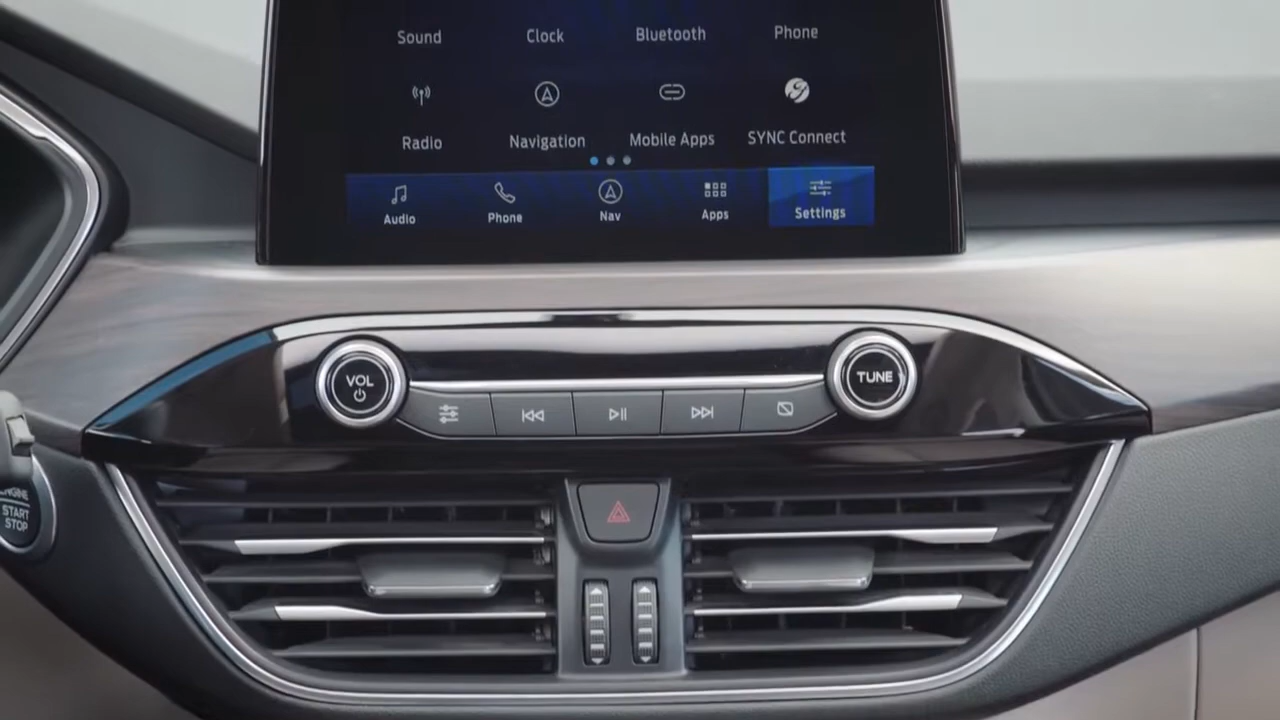 Sound Clock Bluetooth Phone
Radio Navigation Mobile Apps SYNC Connect
Audio Phone Nav Apps Settings
VOL TUNE
ENGINE
START
STOP